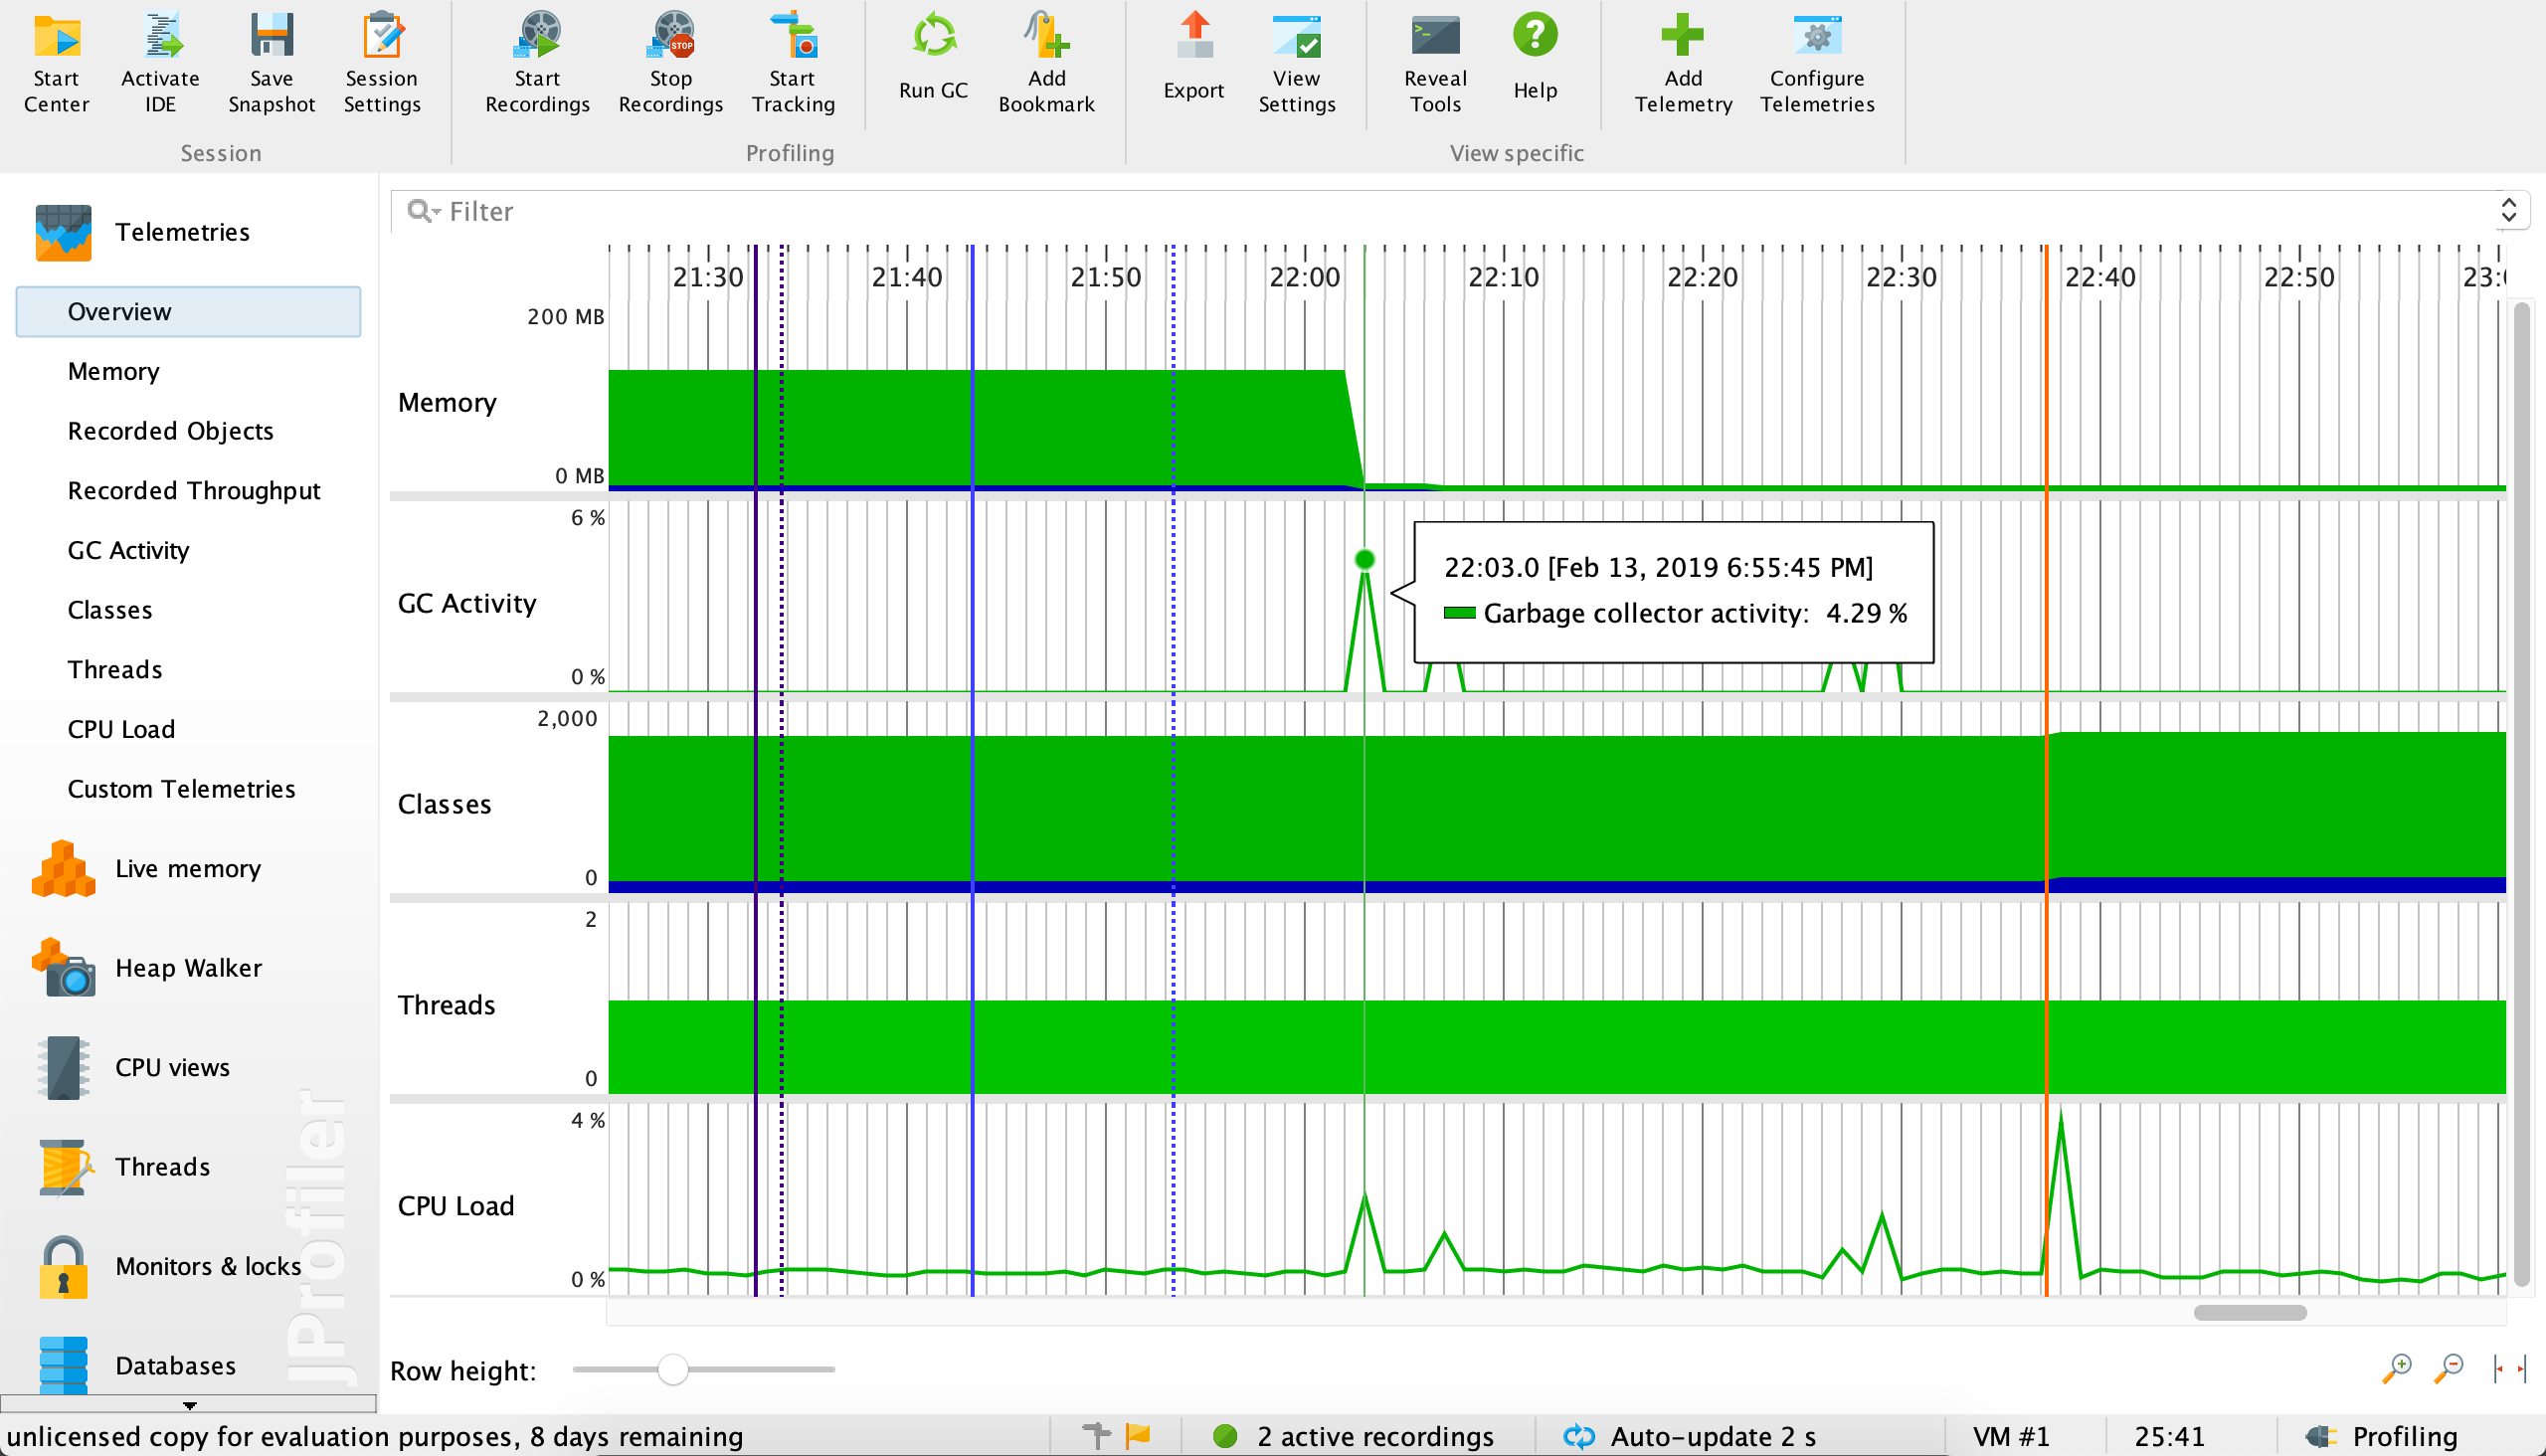 Start Center
Activate IDE
Save Snapshot
Session Settings
Start Recordings
Stop Recordings
Start Tracking
Run GC
Add Bookmark
Export
View Settings
Reveal Tools
Help
Add Telemetry
Configure Telemetries
Session
Profiling
View specific
Telemetries
Overview
Memory
Recorded Objects
Recorded Throughput
GC Activity
Classes
Threads
CPU Load
Custom Telemetries
Live memory
Heap Walker
CPU views
Threads
Monitors & locks
Databases
JProfiler
Filter
21:30 21:40 21:50 22:00 22:10 22:20 22:30 22:40 22:50
200 MB
Memory
0 MB
6 %
GC Activity
0 %
22:03.0 [Feb 13, 2019 6:55:45 PM]
Garbage collector activity: 4.29 %
2,000
Classes
0
2
Threads
0
4 %
CPU Load
0 %
Row height:
unlicensed copy for evaluation purposes, 8 days remaining
2 active recordings
Auto-update 2 s
VM #1
25:41
Profiling